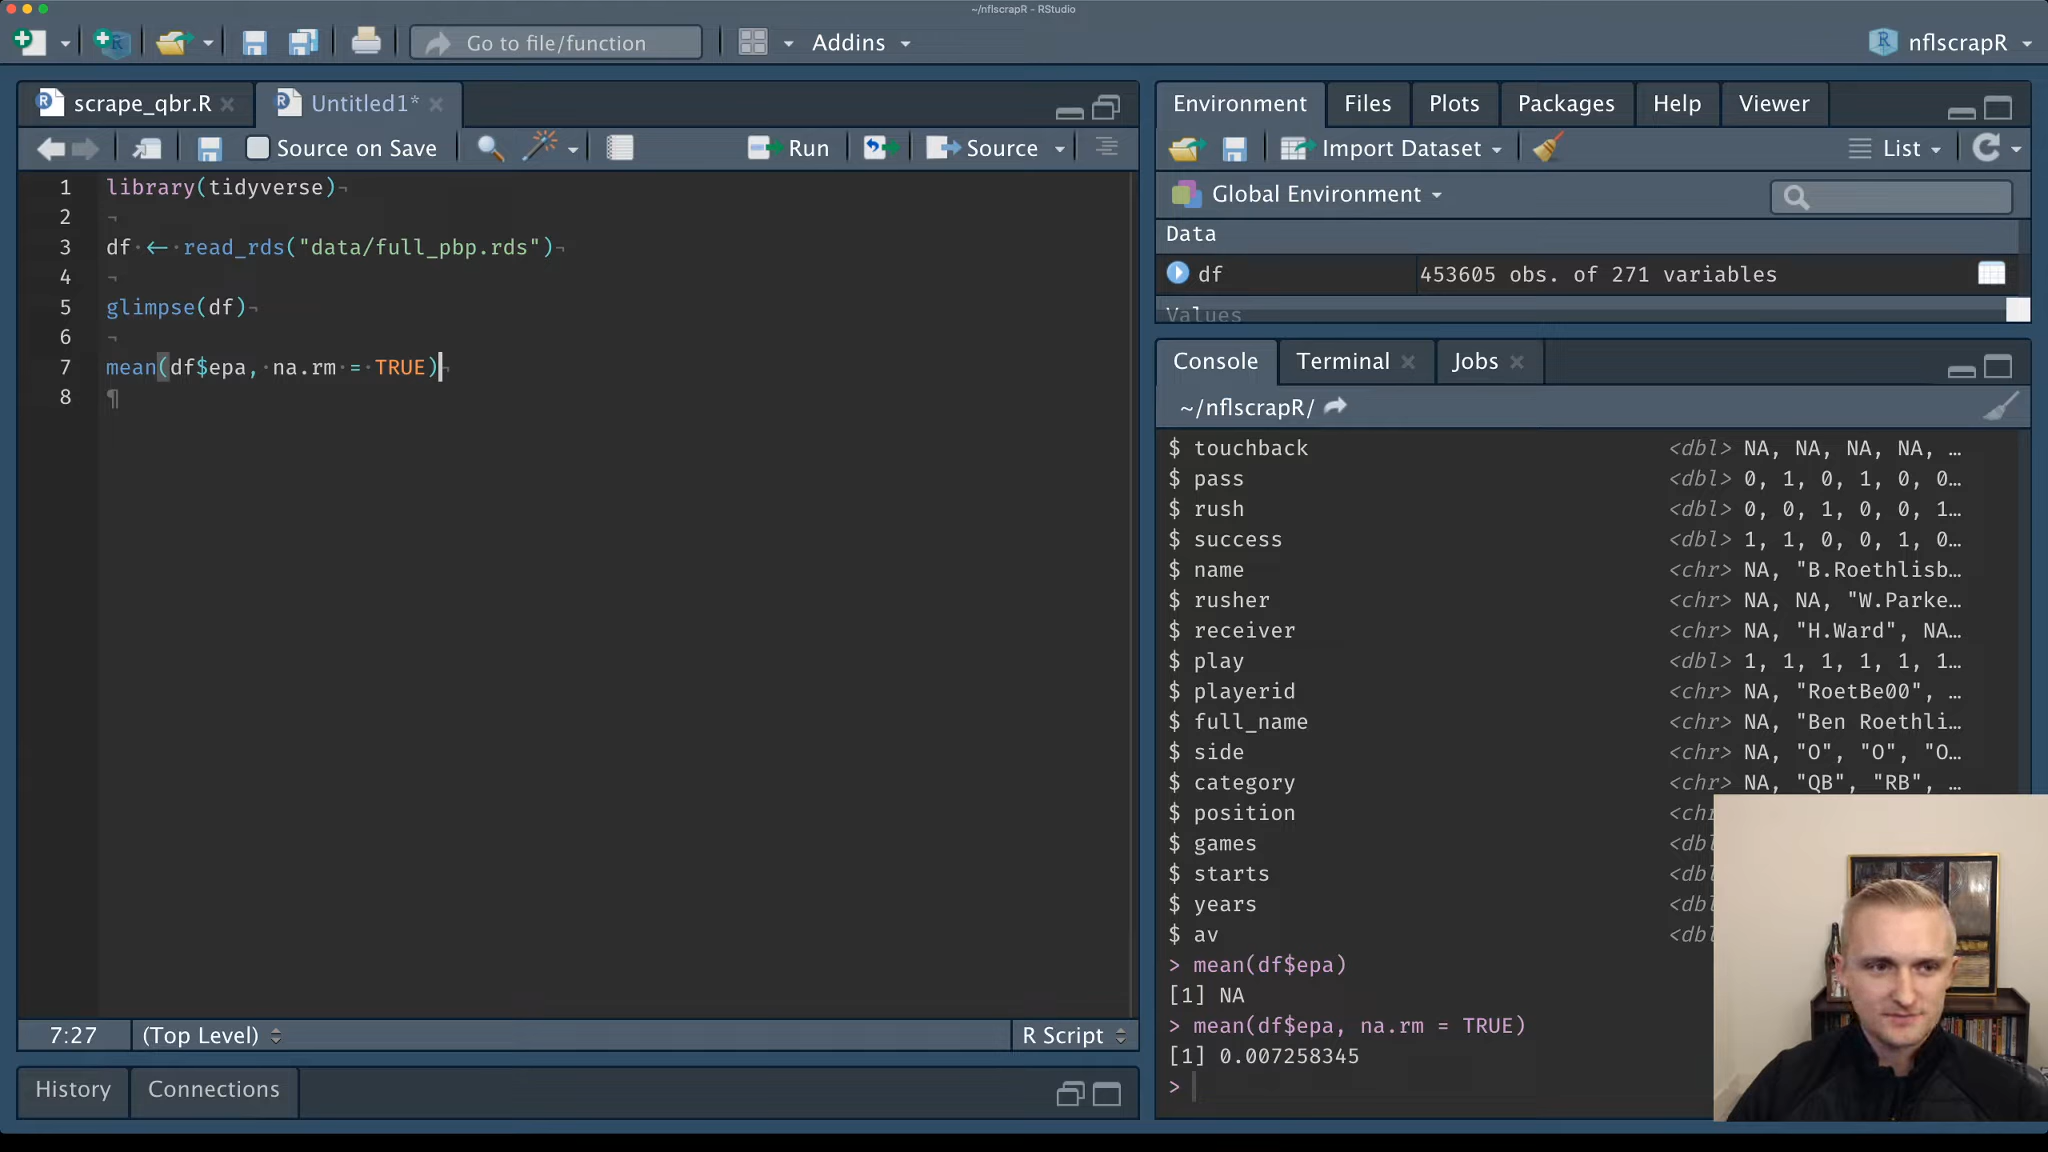 ~/nflscrapR - RStudio
Go to file/function
Addins
nflscrapR
scrape_qbr.R
Untitled1*
Source on Save
Run
Source
1 library(tidyverse)
2
3 df <- read_rds("data/full_pbp.rds")
4
5 glimpse(df)
6
7 mean(df$epa, na.rm = TRUE)
8
7:27 (Top Level) R Script
History Connections
Environment Files Plots Packages Help Viewer
Import Dataset List
Global Environment
Data
df 453605 obs. of 271 variables
Values
Console Terminal Jobs
~/nflscrapR/
$ touchback <dbl> NA, NA, NA, NA, …
$ pass <dbl> 0, 1, 0, 1, 0, 0…
$ rush <dbl> 0, 0, 1, 0, 0, 1…
$ success <dbl> 1, 1, 0, 0, 1, 0…
$ name <chr> NA, "B.Roethlisb…
$ rusher <chr> NA, NA, "W.Parke…
$ receiver <chr> NA, "H.Ward", NA…
$ play <dbl> 1, 1, 1, 1, 1, 1…
$ playerid <chr> NA, "RoetBe00", …
$ full_name <chr> NA, "Ben Roethli…
$ side <chr> NA, "O", "O", "O…
$ category <chr> NA, "QB", "RB", …
$ position <chr
$ games <dbl
$ starts <dbl
$ years <dbl
$ av <dbl
> mean(df$epa)
[1] NA
> mean(df$epa, na.rm = TRUE)
[1] 0.007258345
>